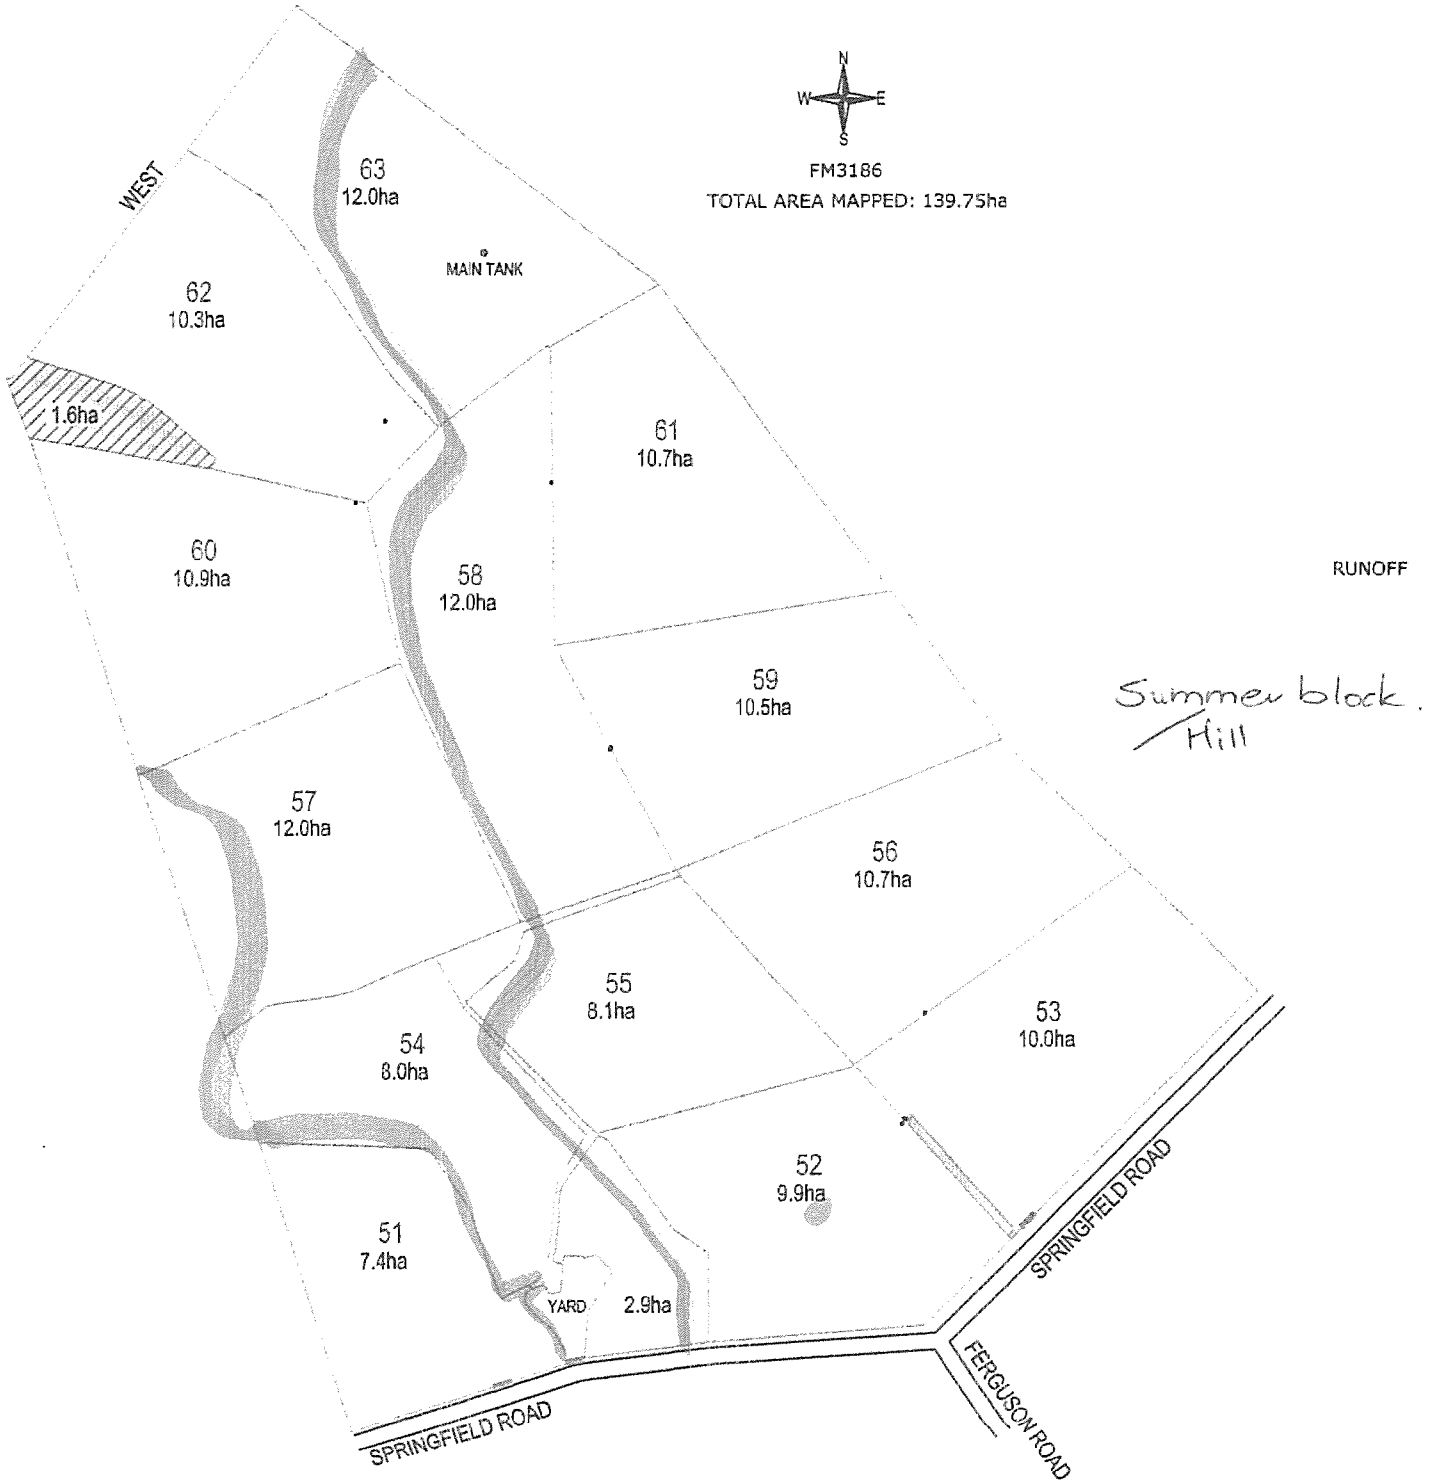 N
W E
S
FM3186
TOTAL AREA MAPPED: 139.75ha
WEST
63
12.0ha
MAIN TANK
62
10.3ha
1.6ha
61
10.7ha
60
10.9ha
58
12.0ha
RUNOFF
59
10.5ha
Summer block.
Hill
57
12.0ha
56
10.7ha
55
8.1ha
53
10.0ha
54
8.0ha
52
9.9ha
51
7.4ha
YARD
2.9ha
SPRINGFIELD ROAD
FERGUSON ROAD
SPRINGFIELD ROAD